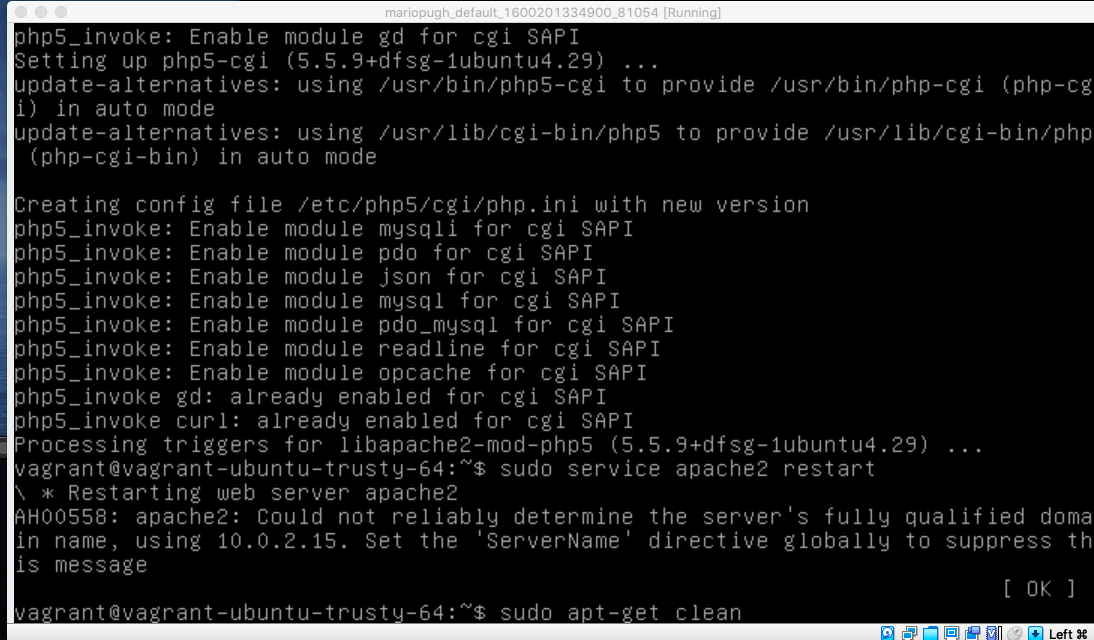 mariopugh_default_1600201334900_81054 [Running]
php5_invoke: Enable module gd for cgi SAPI
Setting up php5-cgi (5.5.9+dfsg-1ubuntu4.29) ...
update-alternatives: using /usr/bin/php5-cgi to provide /usr/bin/php-cgi (php-cg
i) in auto mode
update-alternatives: using /usr/lib/cgi-bin/php5 to provide /usr/lib/cgi-bin/php
 (php-cgi-bin) in auto mode
Creating config file /etc/php5/cgi/php.ini with new version
php5_invoke: Enable module mysqli for cgi SAPI
php5_invoke: Enable module pdo for cgi SAPI
php5_invoke: Enable module json for cgi SAPI
php5_invoke: Enable module mysql for cgi SAPI
php5_invoke: Enable module pdo_mysql for cgi SAPI
php5_invoke: Enable module readline for cgi SAPI
php5_invoke: Enable module opcache for cgi SAPI
php5_invoke gd: already enabled for cgi SAPI
php5_invoke curl: already enabled for cgi SAPI
Processing triggers for libapache2-mod-php5 (5.5.9+dfsg-1ubuntu4.29) ...
vagrant@vagrant-ubuntu-trusty-64:~$ sudo service apache2 restart
\ * Restarting web server apache2
AH00558: apache2: Could not reliably determine the server's fully qualified doma
in name, using 10.0.2.15. Set the 'ServerName' directive globally to suppress th
is message
[ OK ]
vagrant@vagrant-ubuntu-trusty-64:~$ sudo apt-get clean
Left ⌘